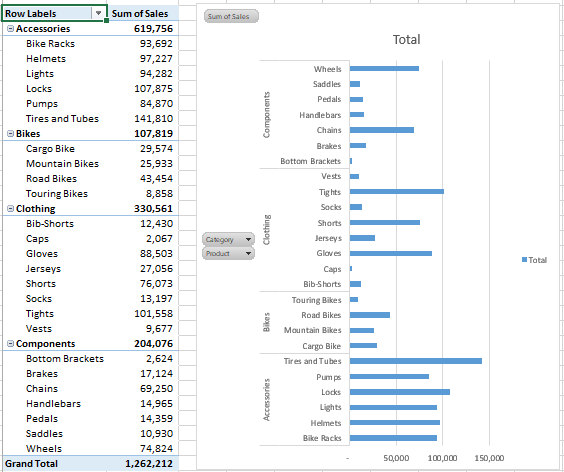 Row Labels Sum of Sales
Accessories 619,756
Bike Racks 93,692
Helmets 97,227
Lights 94,282
Locks 107,875
Pumps 84,870
Tires and Tubes 141,810
Bikes 107,819
Cargo Bike 29,574
Mountain Bikes 25,933
Road Bikes 43,454
Touring Bikes 8,858
Clothing 330,561
Bib-Shorts 12,430
Caps 2,067
Gloves 88,503
Jerseys 27,056
Shorts 76,073
Socks 13,197
Tights 101,558
Vests 9,677
Components 204,076
Bottom Brackets 2,624
Brakes 17,124
Chains 69,250
Handlebars 14,965
Pedals 14,359
Saddles 10,930
Wheels 74,824
Grand Total 1,262,212
Sum of Sales
Total
Category
Product
Components
Wheels
Saddles
Pedals
Handlebars
Chains
Brakes
Bottom Brackets
Clothing
Vests
Tights
Socks
Shorts
Jerseys
Gloves
Caps
Bib-Shorts
Bikes
Touring Bikes
Road Bikes
Mountain Bikes
Cargo Bike
Accessories
Tires and Tubes
Pumps
Locks
Lights
Helmets
Bike Racks
- 50,000 100,000 150,000
Total